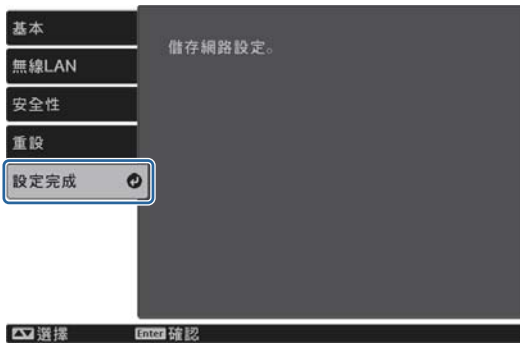 基本
儲存網路設定。
無線LAN
安全性
重設
設定完成
選擇 Enter 確認